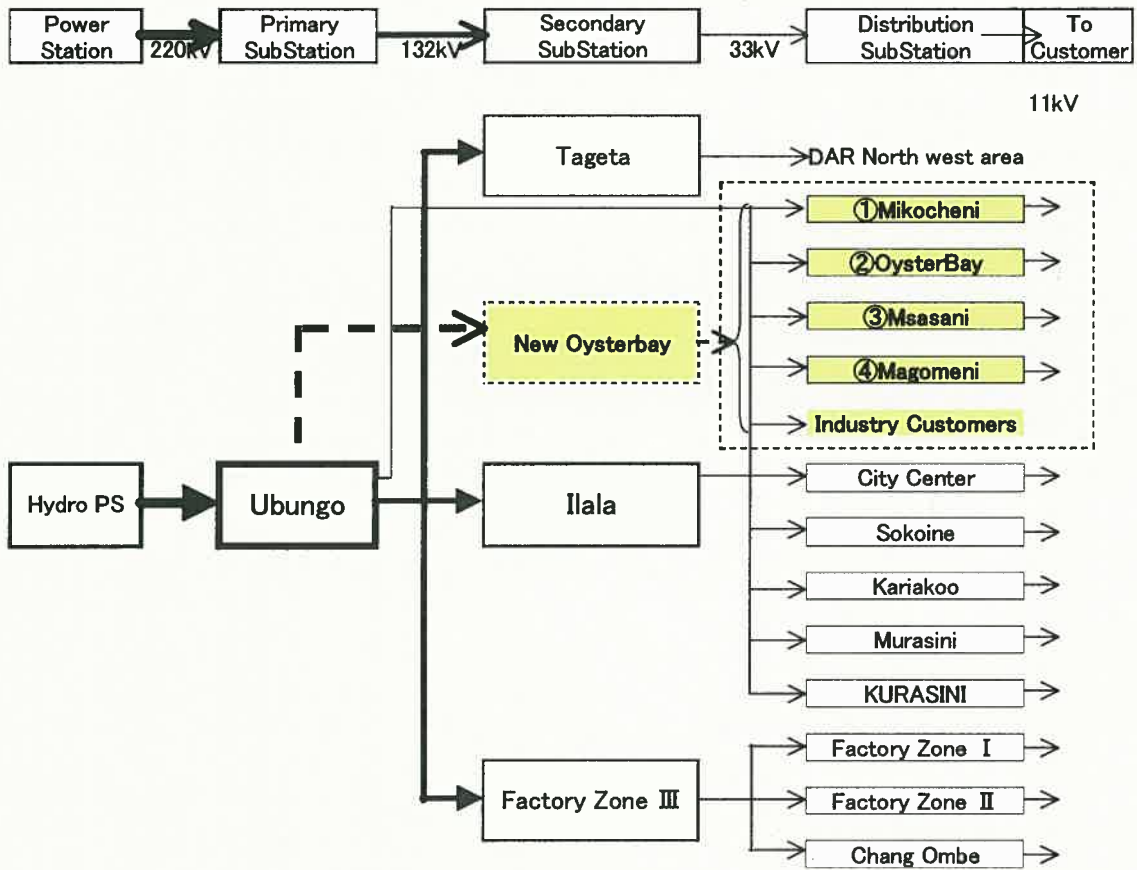 Power
Station
220kV
Primary
SubStation
132kV
Secondary
SubStation
33kV
Distribution
SubStation
To
Customer
11kV
Tageta
DAR North west area
①Mikocheni
②OysterBay
③Msasani
④Magomeni
Industry Customers
New Oysterbay
Hydro PS
Ubungo
Ilala
City Center
Sokoine
Kariakoo
Murasini
KURASINI
Factory Zone Ⅲ
Factory Zone Ⅰ
Factory Zone Ⅱ
Chang Ombe